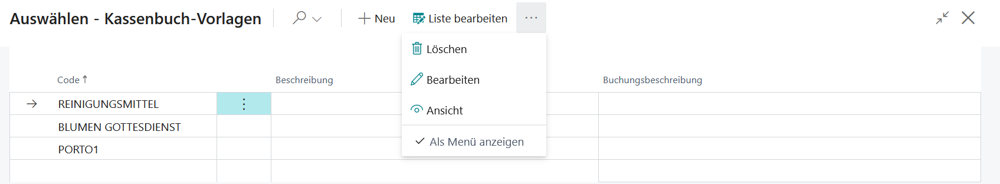 Auswählen - Kassenbuch-Vorlagen
Neu
Liste bearbeiten
Löschen
Bearbeiten
Ansicht
Als Menü anzeigen
Code Beschreibung Buchungsbeschreibung
REINIGUNGSMITTEL
BLUMEN GOTTESDIENST
PORTO1